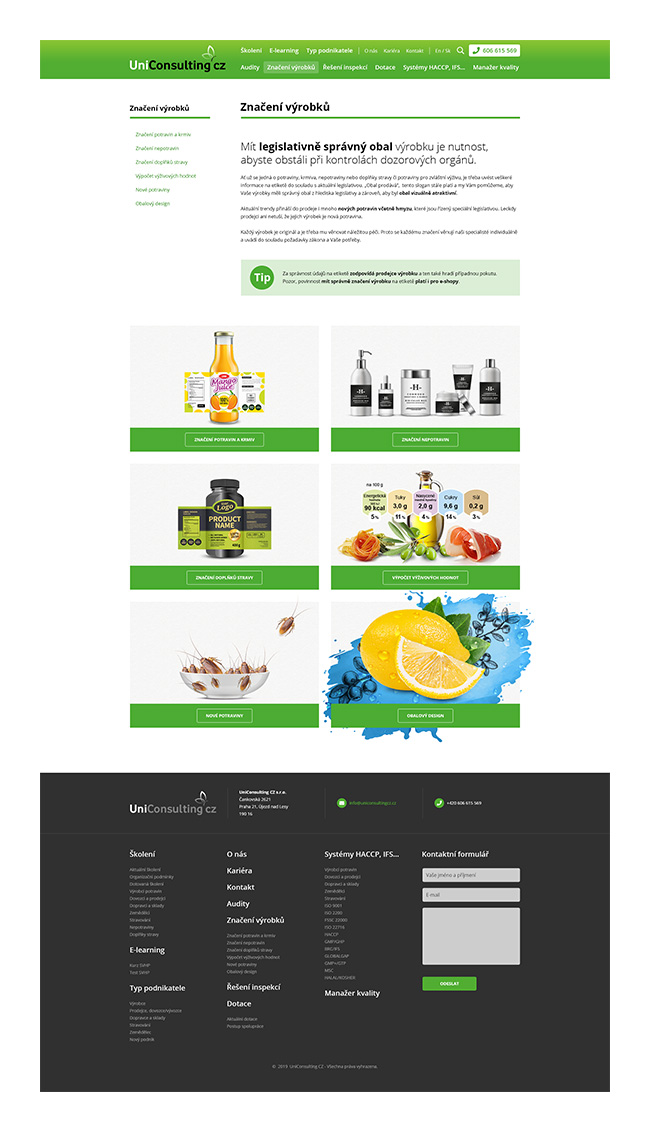 UniConsulting cz
Školení E-learning Typ podnikatele O nás Kariéra Kontakt En / Sk 606 615 569
Audity Značení výrobků Řešení inspekcí Dotace Systémy HACCP, IFS... Manažer kvality
Značení výrobků
Značení potravin a krmiv
Značení nepotravin
Značení doplňků stravy
Výpočet výživových hodnot
Nové potraviny
Obalový design
Značení výrobků
Mít legislativně správný obal výrobku je nutnost,
abyste obstáli při kontrolách dozorových orgánů.
Ať už se jedná o potraviny, krmiva, nepotraviny nebo doplňky stravy či potraviny pro zvláštní výživu, je třeba uvést veškeré
informace na etiketě do souladu s aktuální legislativou. „Obal prodává", tento slogan stále platí a my Vám pomůžeme, aby
Vaše výrobky měli správný obal z hlediska legislativy a zároveň, aby byl obal vizuálně atraktivní.
Aktuální trendy přináší do prodeje i mnoho nových potravin včetně hmyzu, které jsou řízený speciální legislativou. Leckdy
prodejci ani netuší, že jejich výrobek je nová potravina.
Každý výrobek je originál a je třeba mu věnovat náležitou péči. Proto se každému značení věnují naši specialisté individuálně
a uvádí do souladu požadavky zákona a Vaše potřeby.
Tip
Za správnost údajů na etiketě zodpovídá prodejce výrobku a ten také hradí případnou pokutu.
Pozor, povinnost mít správné značení výrobku na etiketě platí i pro e-shopy.
Mango
Juice
100%
ZNAČENÍ POTRAVIN A KRMIV
-H-
-H-
-H-
-H-
-H-
ZNAČENÍ NEPOTRAVIN
Logo
PRODUCT
NAME
ZNAČENÍ DOPLŇKŮ STRAVY
na 100 g
Energetická
90 kcal
5%
Tuky
3,0 g
11%
Nasycené
2,0 g
4%
Cukry
9,6 g
14%
Sůl
0,2 g
3%
VÝPOČET VÝŽIVOVÝCH HODNOT
NOVÉ POTRAVINY
OBALOVÝ DESIGN
UniConsulting cz
UniConsulting CZ s.r.o.
Čenkovská 2621
Praha 21, Újezd nad Lesy
190 16
info@uniconsultingcz.cz
+420 606 615 569
Školení
Aktuální školení
Organizační podmínky
Dotovaná školení
Výrobci potravin
Dovozci a prodejci
Dopravci a sklady
Zemědělci
Stravování
Nepotraviny
Doplňky stravy
E-learning
Kurz SVHP
Test SVHP
Typ podnikatele
Výrobce
Prodejce, dovozce/vývozce
Dopravce a sklady
Stravování
Zemědělec
Nový podnik
O nás
Kariéra
Kontakt
Audity
Značení výrobků
Značení potravin a krmiv
Značení nepotravin
Značení doplňků stravy
Výpočet výživových hodnot
Nové potraviny
Obalový design
Řešení inspekcí
Dotace
Aktuální dotace
Postup spolupráce
Systémy HACCP, IFS...
Výrobci potravin
Dovozci a prodejci
Dopravci a sklady
Zemědělci
Stravování
ISO 9001
ISO 2200
FSSC 22000
ISO 22716
HACCP
GMP/GHP
BRC/IFS
GLOBALGAP
GMP+/GTP
MSC
HALAL/KOSHER
Manažer kvality
Kontaktní formulář
Vaše jméno a příjmení
E-mail
ODESLAT
© 2019 UniConsulting CZ - Všechna práva vyhrazena.